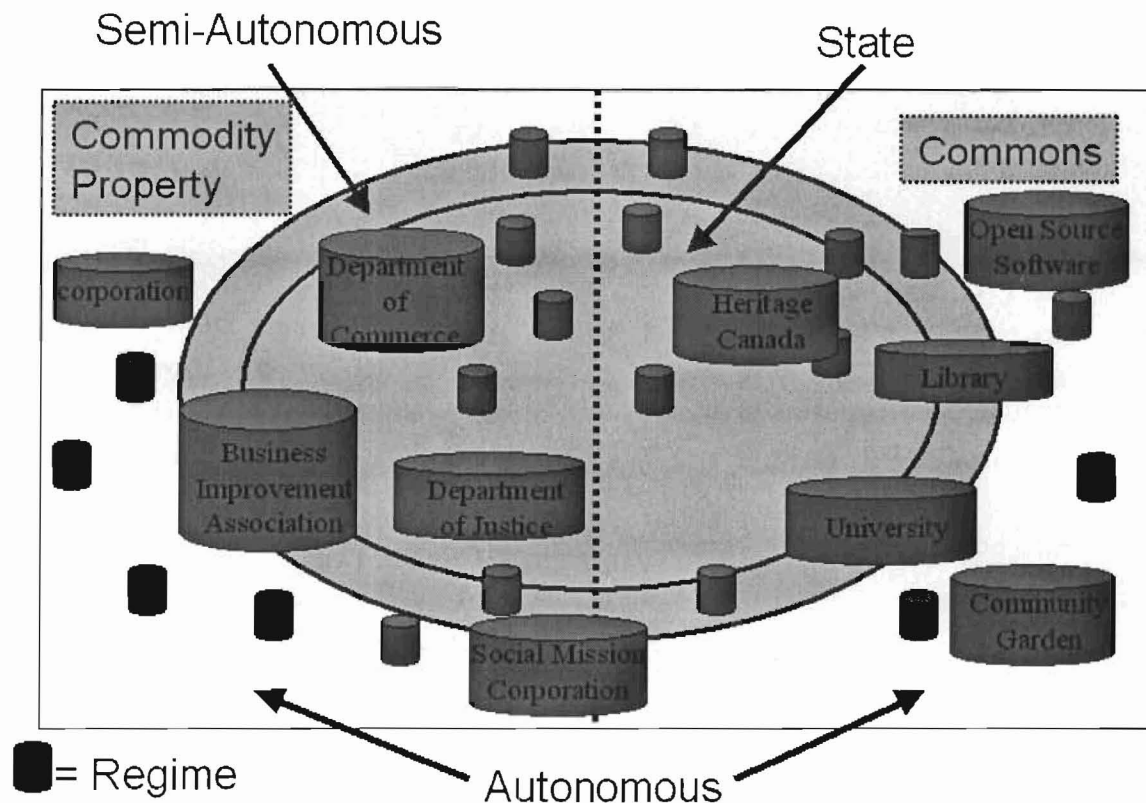 Semi-Autonomous
State
Commodity
Property
Commons
Open Source
Software
corporation
Department
of
Commerce
Heritage
Canada
Library
Business
Improvement
Association
Department
of Justice
University
Community
Garden
Social Mission
Corporation
= Regime
Autonomous